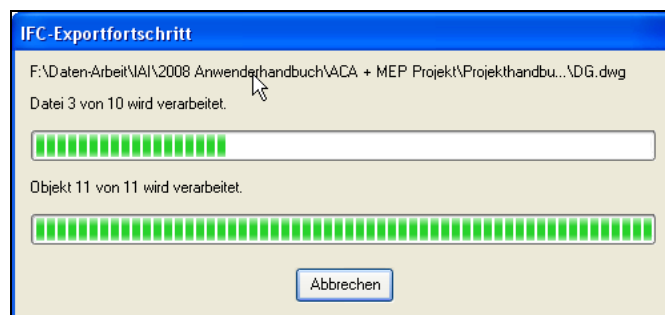 IFC-Exportfortschritt
F:\Daten-Arbeit\IAI\2008 Anwenderhandbuch\ACA + MEP Projekt\Projekthandbu...\DG.dwg
Datei 3 von 10 wird verarbeitet.
Objekt 11 von 11 wird verarbeitet.
Abbrechen